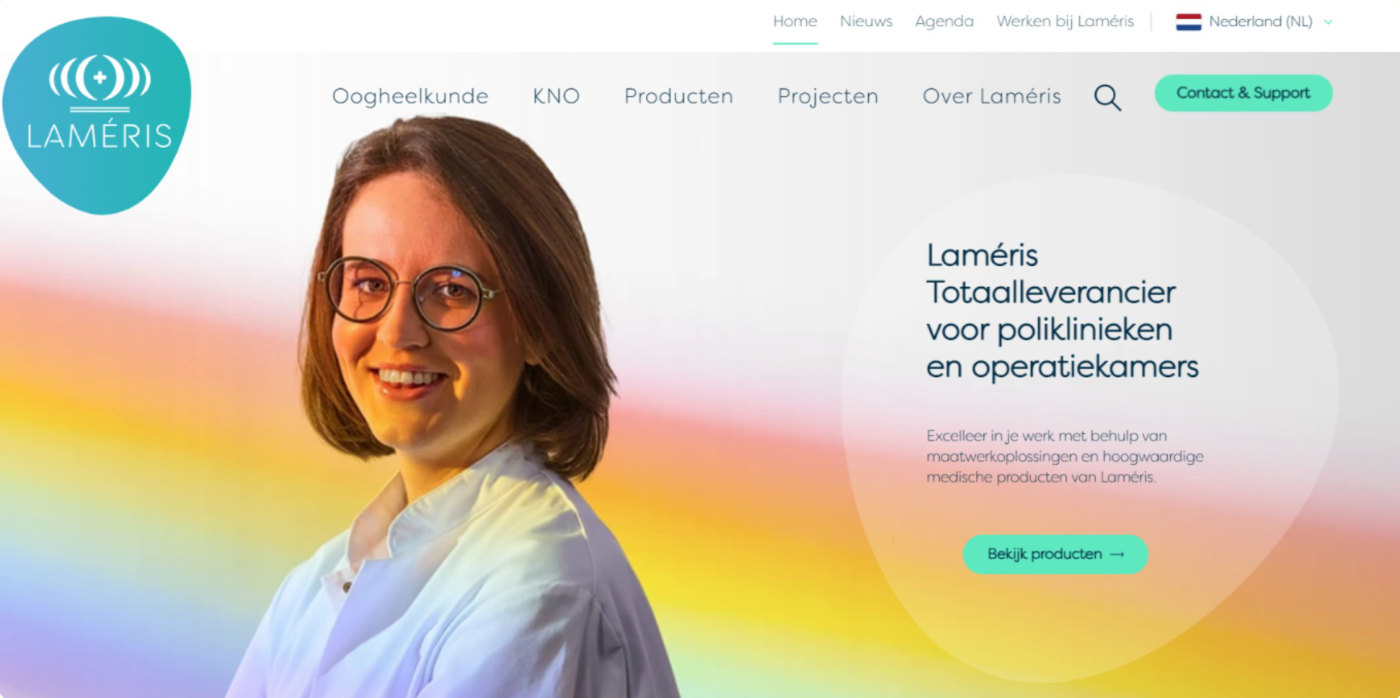 Home Nieuws Agenda Werken bij Laméris Nederland (NL)
LAMÉRIS
Oogheelkunde KNO Producten Projecten Over Laméris Contact & Support
Laméris
Totaalleverancier
voor poliklinieken
en operatiekamers
Excelleer in je werk met behulp van
maatwerkoplossingen en hoogwaardige
medische producten van Laméris.
Bekijk producten →